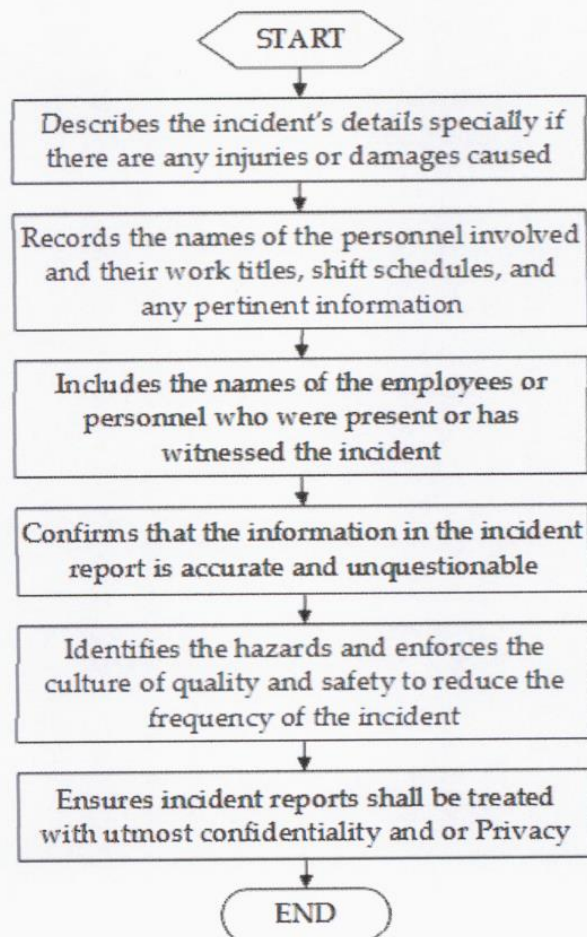 START
Describes the incident's details specially if
there are any injuries or damages caused
Records the names of the personnel involved
and their work titles, shift schedules, and
any pertinent information
Includes the names of the employees or
personnel who were present or has
witnessed the incident
Confirms that the information in the incident
report is accurate and unquestionable
Identifies the hazards and enforces the
culture of quality and safety to reduce the
frequency of the incident
Ensures incident reports shall be treated
with utmost confidentiality and or Privacy
END